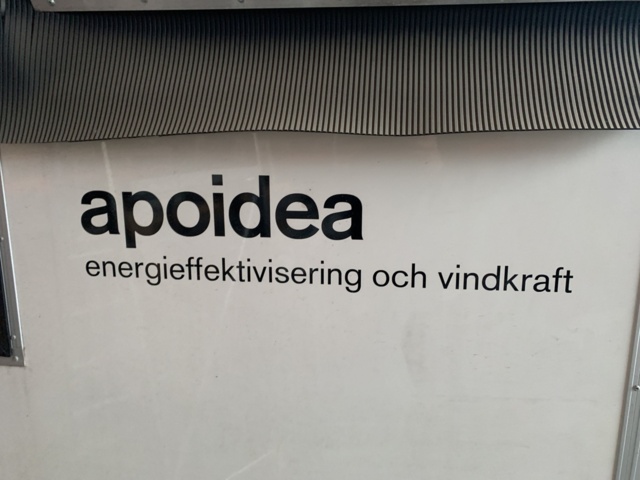 apoidea
energieffektivisering och vindkraft